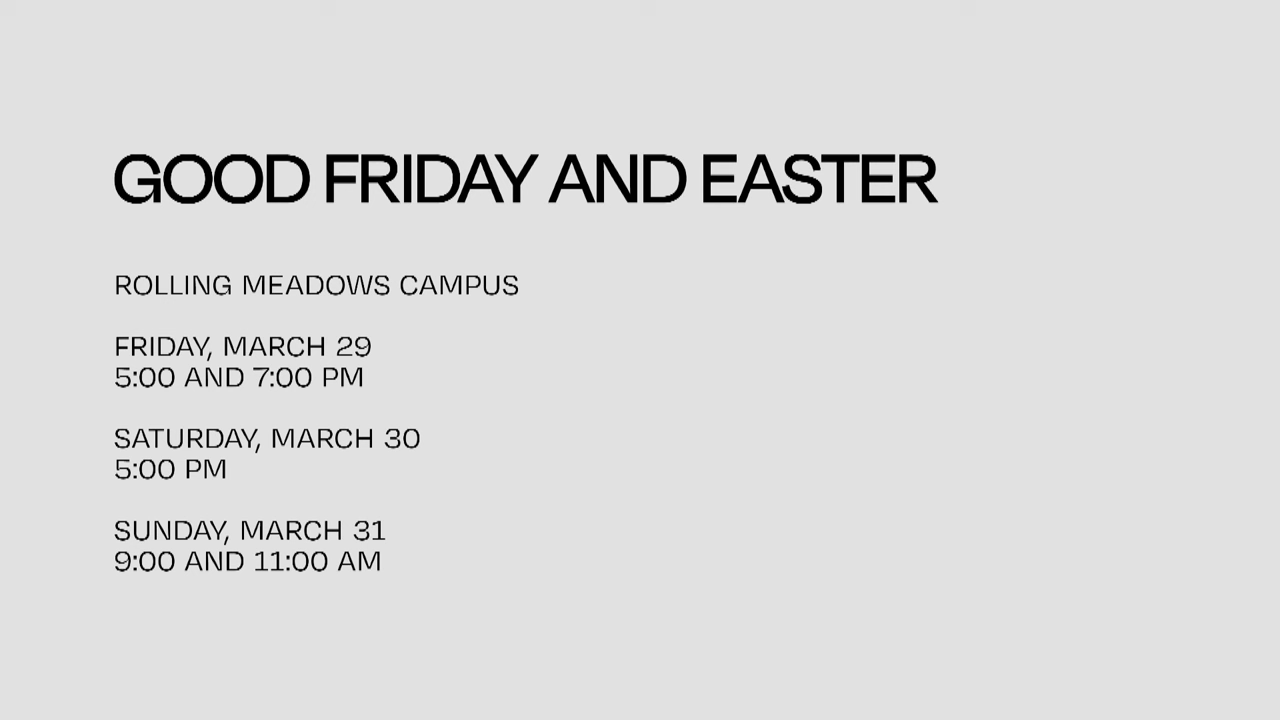 GOOD FRIDAY AND EASTER
ROLLING MEADOWS CAMPUS
FRIDAY, MARCH 29
5:00 AND 7:00 PM
SATURDAY, MARCH 30
5:00 PM
SUNDAY, MARCH 31
9:00 AND 11:00 AM